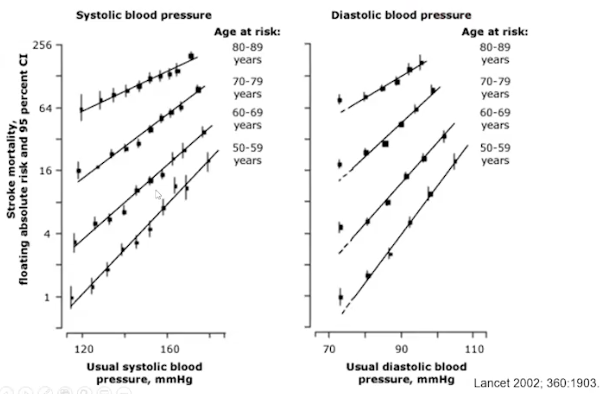 Systolic blood pressure
Age at risk:
80-89
years
70-79
years
60-69
years
50-59
years
256
64
16
4
1
Stroke mortality,
floating absolute risk and 95 percent CI
120
160
Usual systolic blood
pressure, mmHg
Diastolic blood pressure
Age at risk:
80-89
years
70-79
years
60-69
years
50-59
years
70
90
110
Usual diastolic blood
pressure, mmHg
Lancet 2002; 360:1903.